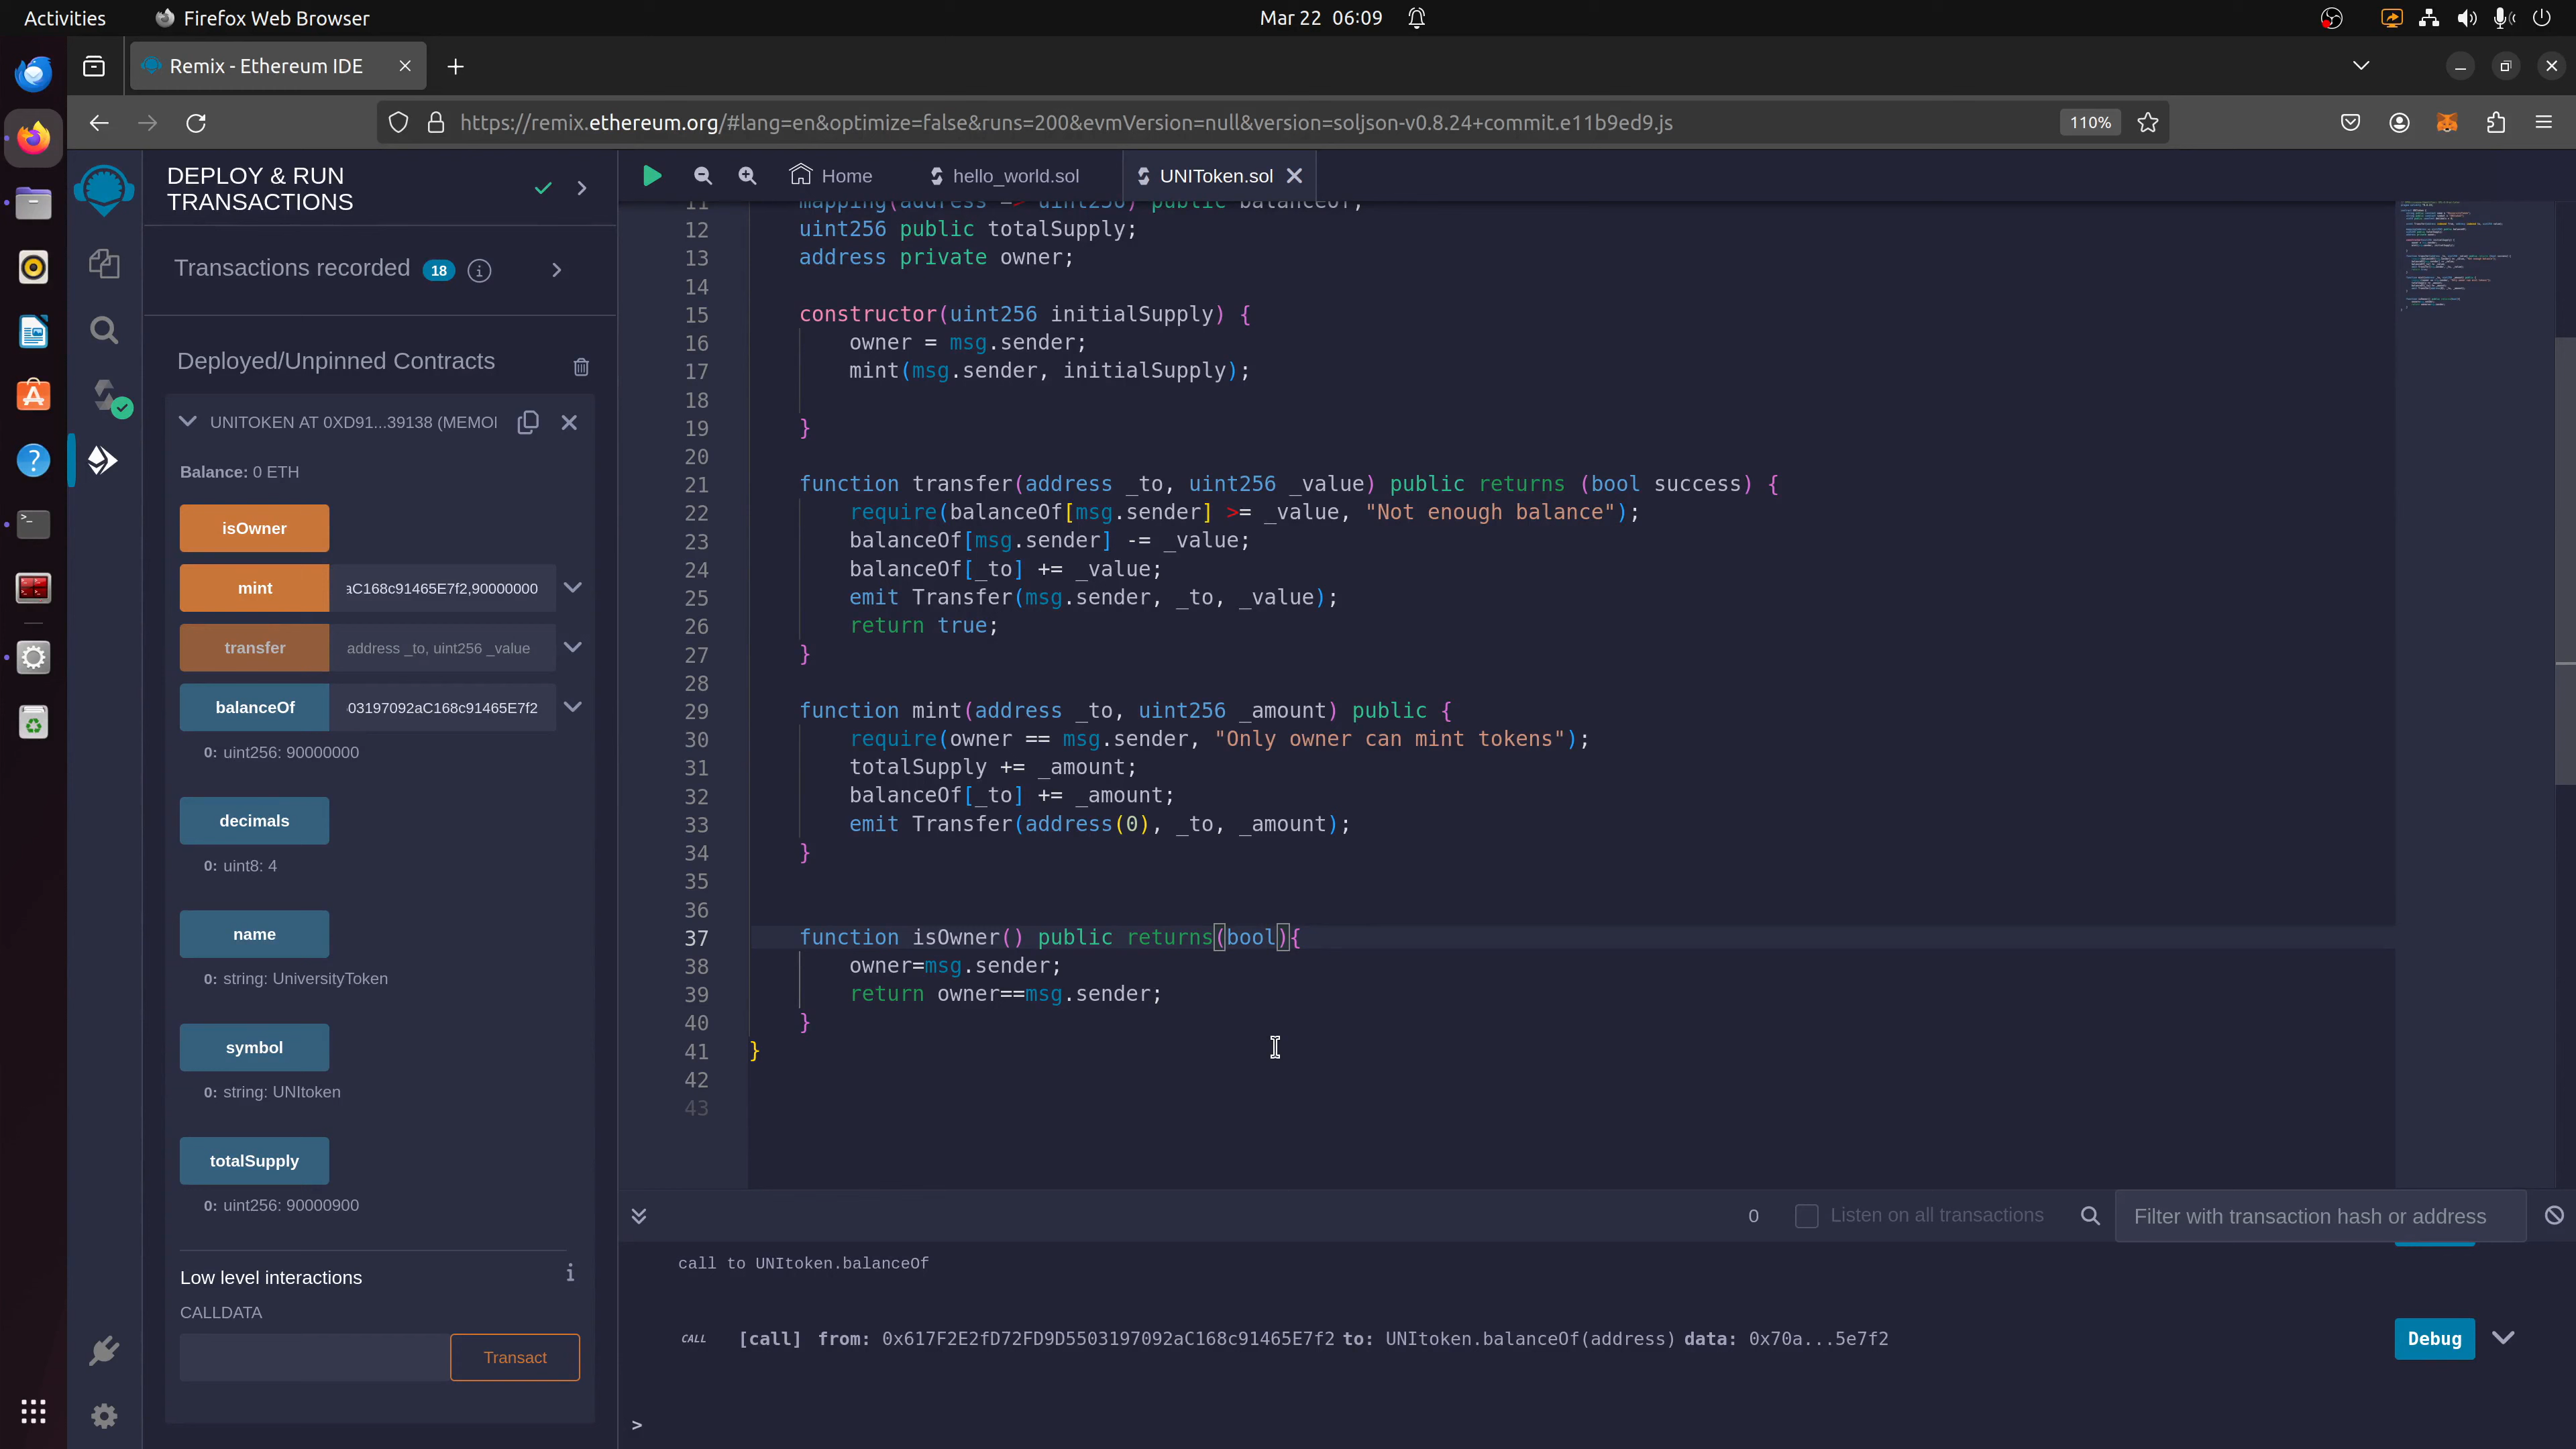 Activities
Firefox Web Browser
Mar 22 06:09
Remix - Ethereum IDE
https://remix.ethereum.org/#lang=en&optimize=false&runs=200&evmVersion=null&version=soljson-v0.8.24+commit.e11b9ed9.js
110%
DEPLOY & RUN
TRANSACTIONS
Transactions recorded 18 i
Deployed/Unpinned Contracts
UNITOKEN AT 0XD91...39138 (MEMOI
Balance: 0 ETH
isOwner
mint aC168c91465E7f2,90000000
transfer address _to, uint256 _value
balanceOf 03197092aC168c91465E7f2
0: uint256: 90000000
decimals
0: uint8: 4
name
0: string: UniversityToken
symbol
0: string: UNItoken
totalSupply
0: uint256: 90000900
Low level interactions i
CALLDATA
Transact
Home
hello_world.sol
UNIToken.sol
11 mapping(address => uint256) public balanceOf;
12 uint256 public totalSupply;
13 address private owner;
14
15 constructor(uint256 initialSupply) {
16 owner = msg.sender;
17 mint(msg.sender, initialSupply);
18
19 }
20
21 function transfer(address _to, uint256 _value) public returns (bool success) {
22 require(balanceOf[msg.sender] >= _value, "Not enough balance");
23 balanceOf[msg.sender] -= _value;
24 balanceOf[_to] += _value;
25 emit Transfer(msg.sender, _to, _value);
26 return true;
27 }
28
29 function mint(address _to, uint256 _amount) public {
30 require(owner == msg.sender, "Only owner can mint tokens");
31 totalSupply += _amount;
32 balanceOf[_to] += _amount;
33 emit Transfer(address(0), _to, _amount);
34 }
35
36
37 function isOwner() public returns(bool){
38 owner=msg.sender;
39 return owner==msg.sender;
40 }
41 }
42
43
0 Listen on all transactions Filter with transaction hash or address
call to UNItoken.balanceOf
CALL [call] from: 0x617F2E2fD72FD9D5503197092aC168c91465E7f2 to: UNItoken.balanceOf(address) data: 0x70a...5e7f2 Debug
>